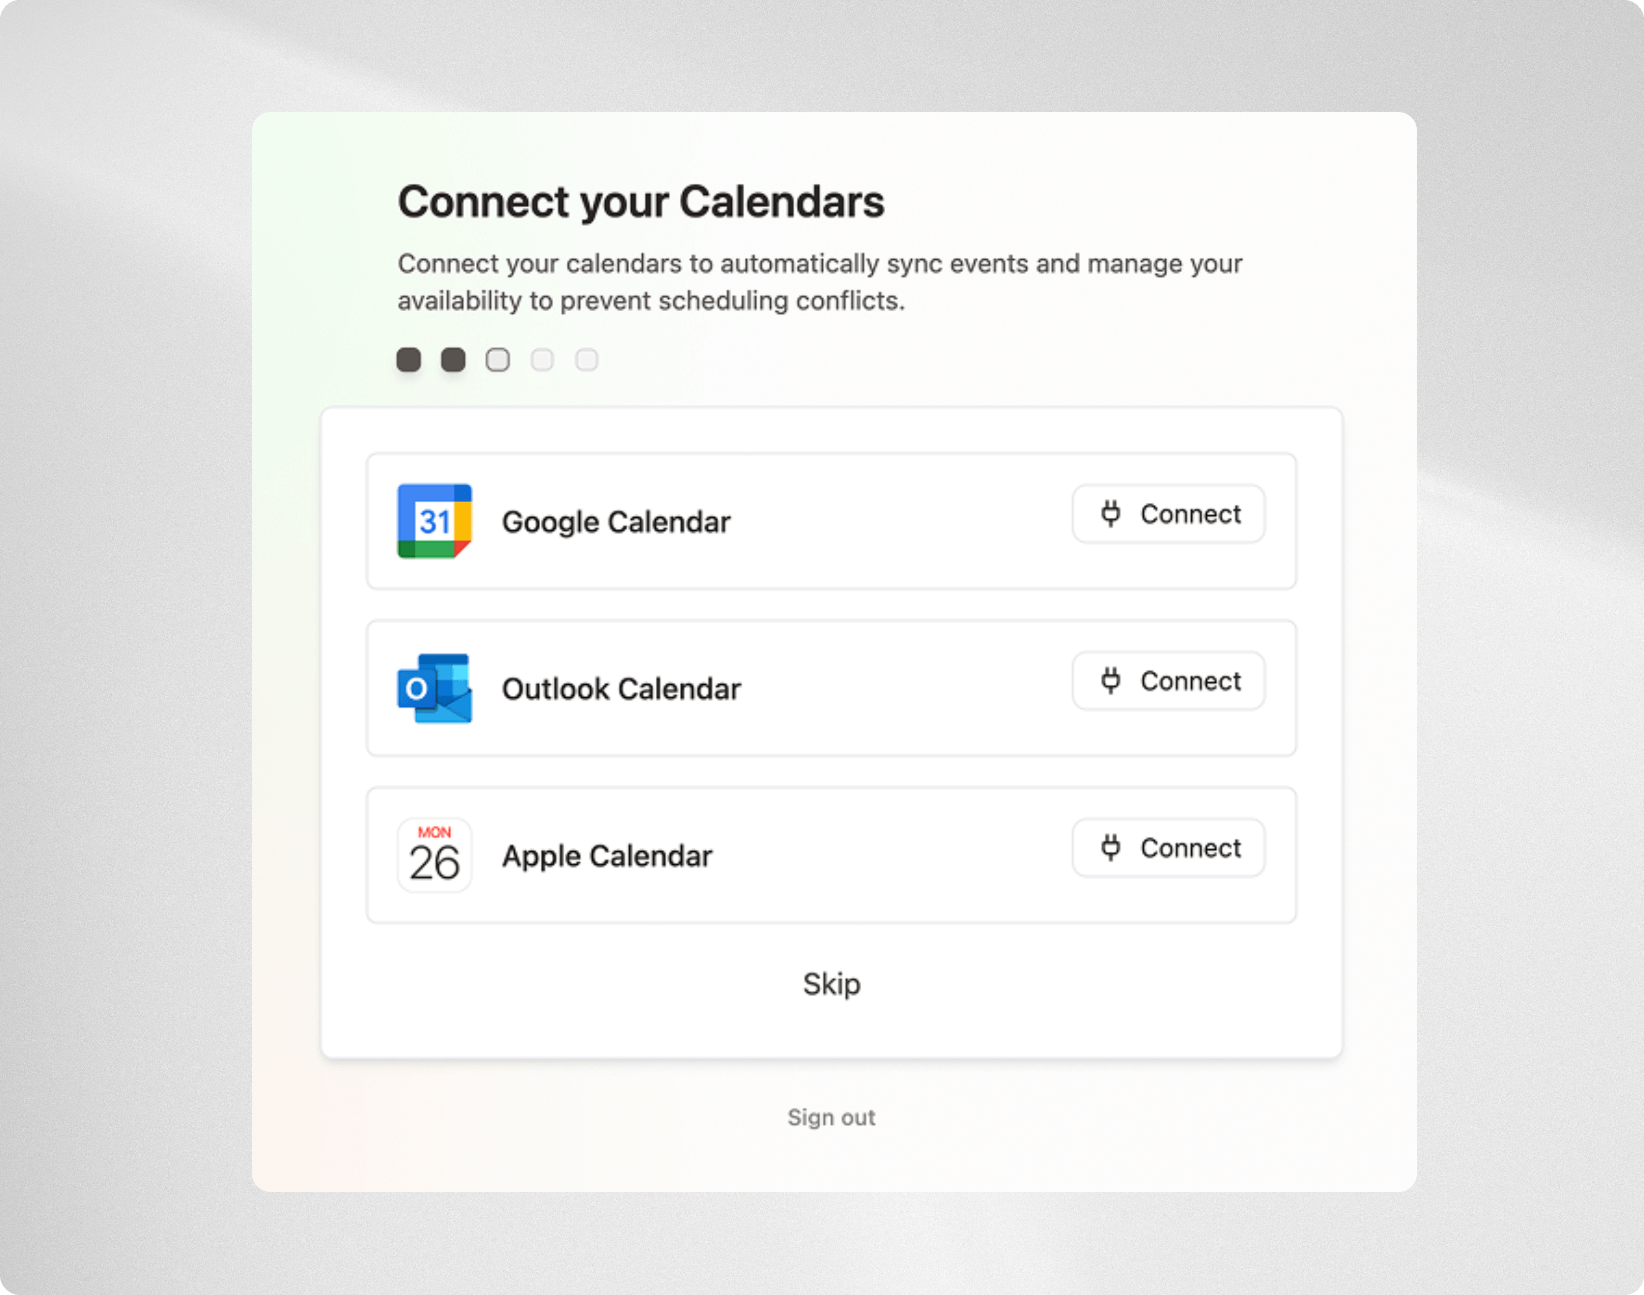 Connect your Calendars
Connect your calendars to automatically sync events and manage your
availability to prevent scheduling conflicts.
31
Google Calendar
Connect
O
Outlook Calendar
Connect
MON
26
Apple Calendar
Connect
Skip
Sign out